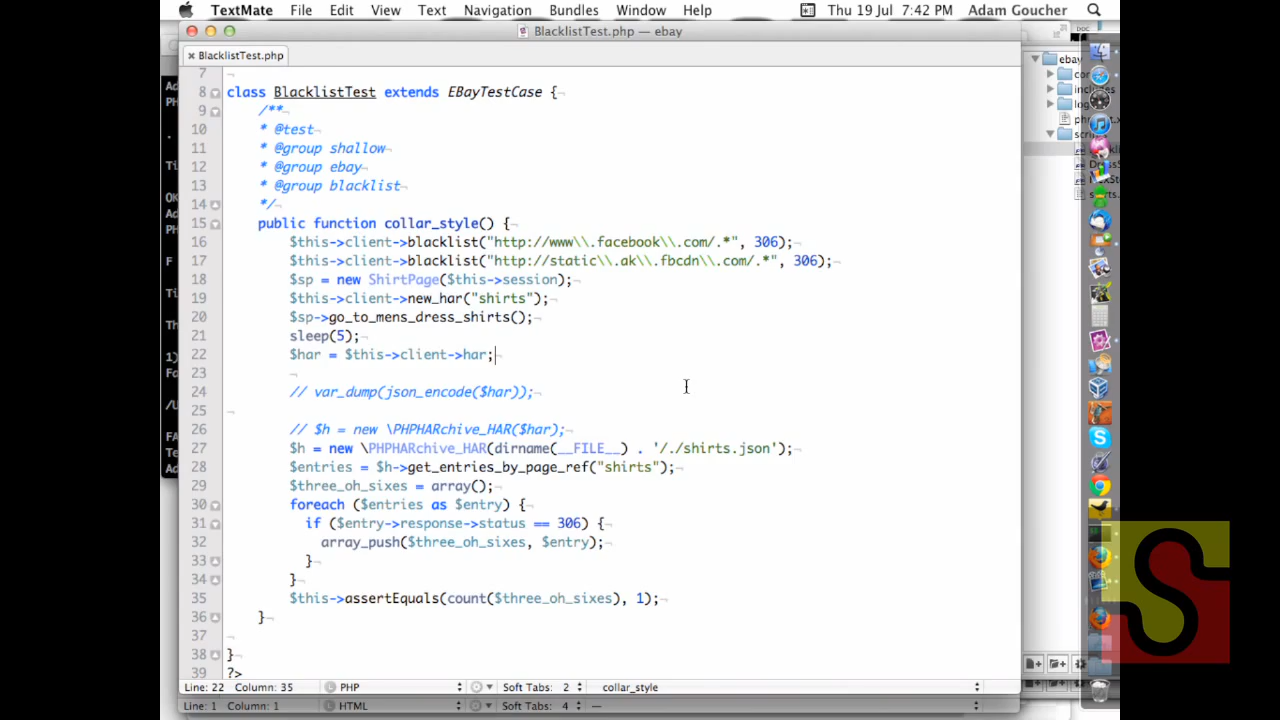 TextMate File Edit View Text Navigation Bundles Window Help Thu 19 Jul 7:42 PM Adam Goucher
BlacklistTest.php — ebay
BlacklistTest.php
7
8 class BlacklistTest extends EBayTestCase {
9 /**
10 * @test
11 * @group shallow
12 * @group ebay
13 * @group blacklist
14 */
15 public function collar_style() {
16 $this->client->blacklist("http://www\\.facebook\\.com/.*", 306);
17 $this->client->blacklist("http://static\\.ak\\.fbcdn\\.com/.*", 306);
18 $sp = new ShirtPage($this->session);
19 $this->client->new_har("shirts");
20 $sp->go_to_mens_dress_shirts();
21 sleep(5);
22 $har = $this->client->har;
23
24 // var_dump(json_encode($har));
25
26 // $h = new \PHPHARchive_HAR($har);
27 $h = new \PHPHARchive_HAR(dirname(__FILE__) . '/./shirts.json');
28 $entries = $h->get_entries_by_page_ref("shirts");
29 $three_oh_sixes = array();
30 foreach ($entries as $entry) {
31 if ($entry->response->status == 306) {
32 array_push($three_oh_sixes, $entry);
33 }
34 }
35 $this->assertEquals(count($three_oh_sixes), 1);
36 }
37
38 }
39 ?>
Line: 22 Column: 35 PHP Soft Tabs: 2 collar_style
Line: 1 Column: 1 HTML Soft Tabs: 4 —
ebay